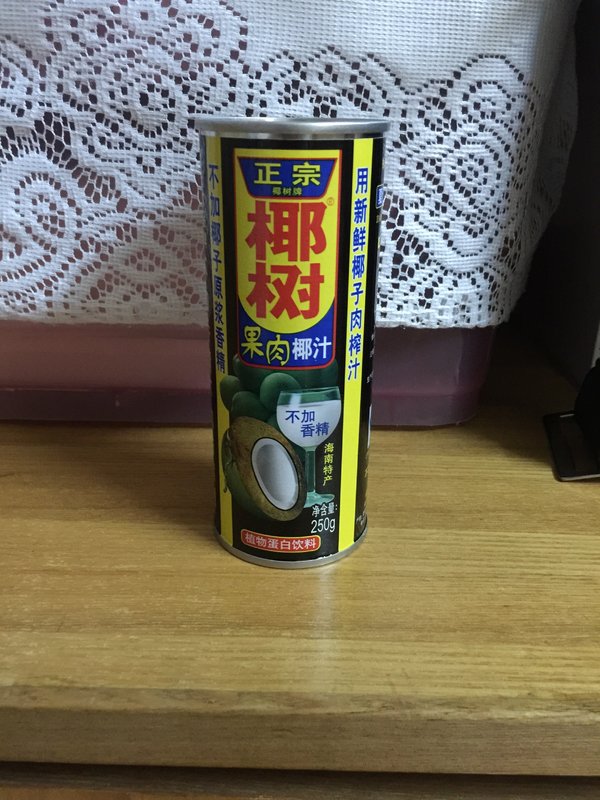 正宗
椰树牌
椰树®
果肉椰汁
不加椰子原浆香精
用新鲜椰子肉榨汁
不加
香精
海南特产
净含量:
250g
植物蛋白饮料